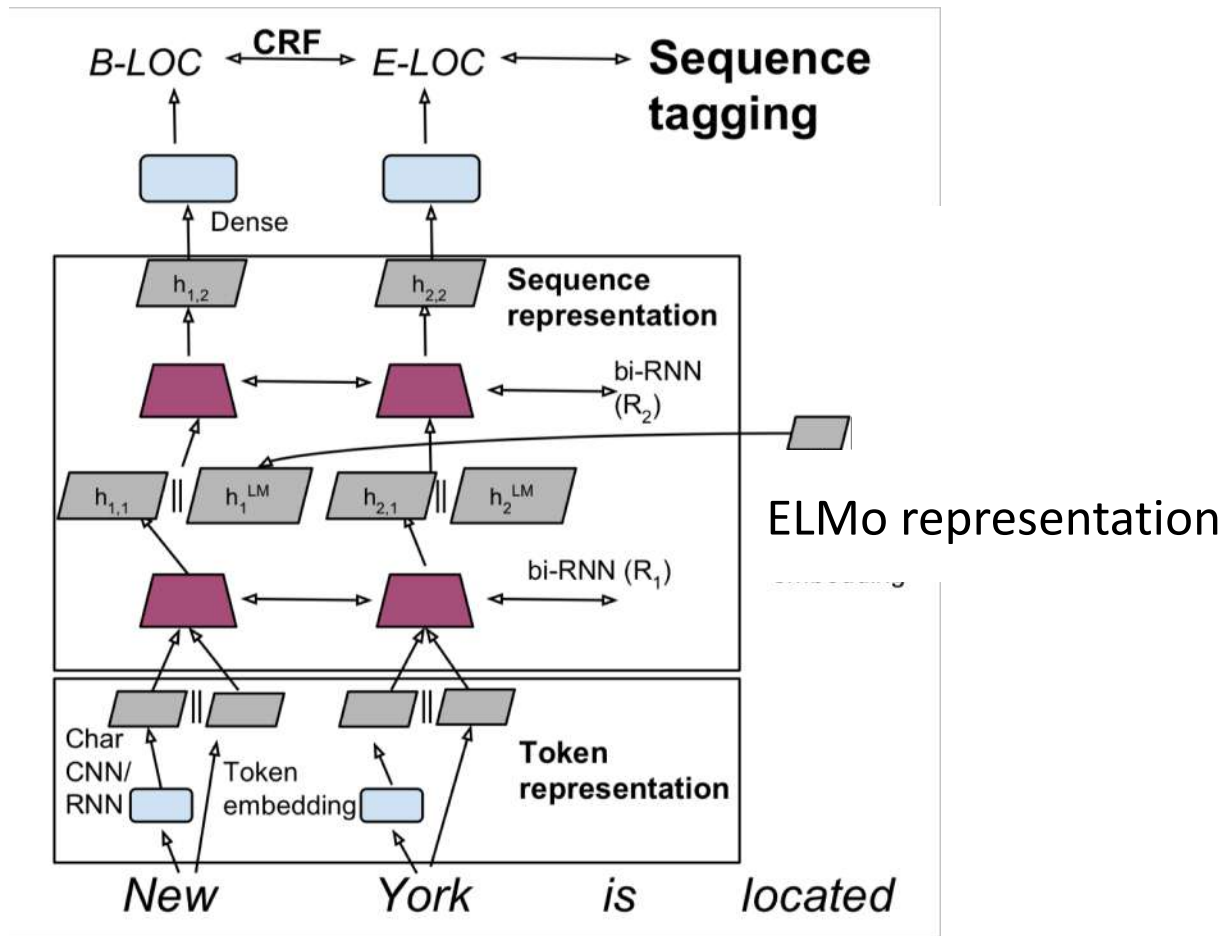 CRF
B-LOC
E-LOC
Sequence
tagging
Dense
h1,2
h2,2
Sequence
representation
bi-RNN
(R2)
h1,1
||
h1LM
h2,1
||
h2LM
ELMo representation
bi-RNN (R1)
||
||
Char
CNN/
RNN
Token
embedding
Token
representation
New York is located